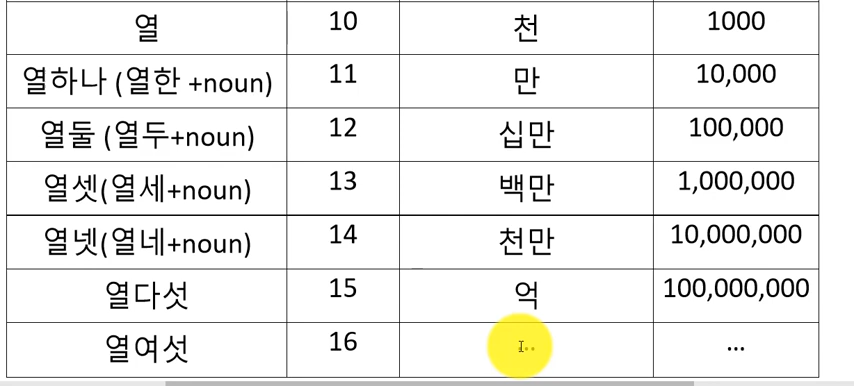 열 10 천 1000
열하나 (열한 +noun) 11 만 10,000
열둘 (열두+noun) 12 십만 100,000
열셋(열세+noun) 13 백만 1,000,000
열넷(열네+noun) 14 천만 10,000,000
열다섯 15 억 100,000,000
열여섯 16 ... ...